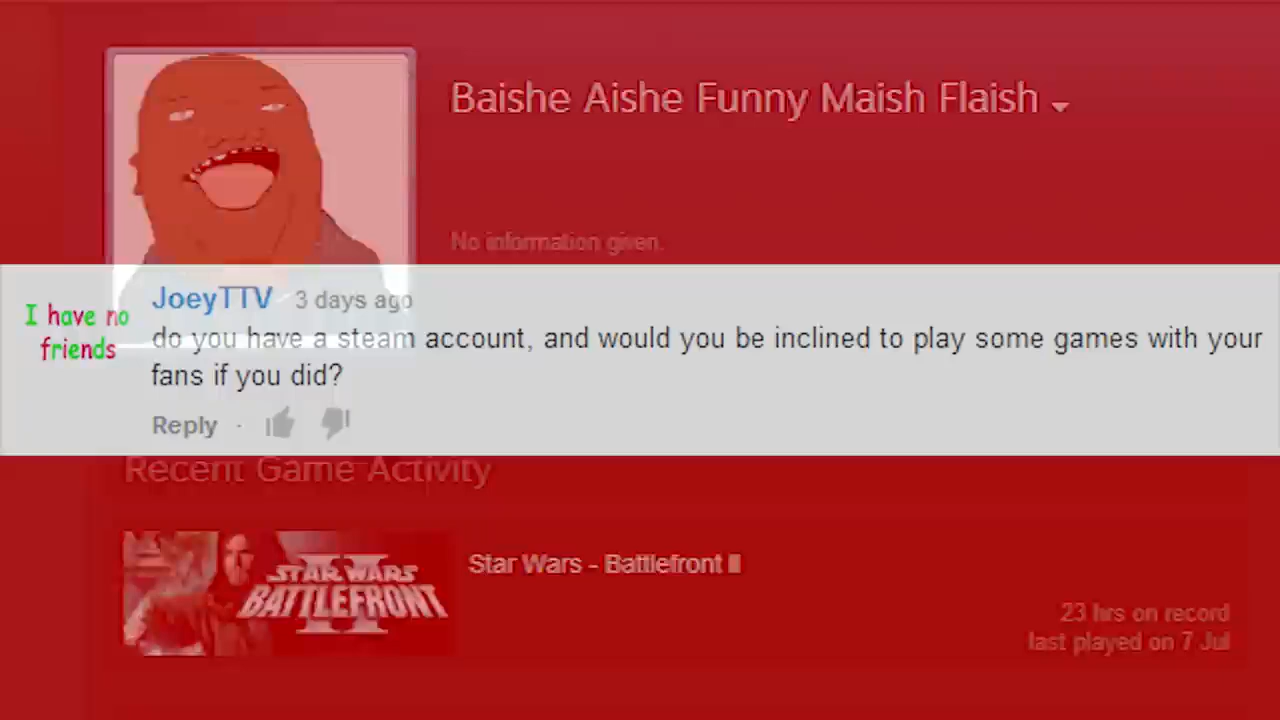 Baishe Aishe Funny Maish Flaish
No information given.
I have no
friends
JoeyTTV 3 days ago
do you have a steam account, and would you be inclined to play some games with your
fans if you did?
Reply ·
Recent Game Activity
STAR WARS
BATTLEFRONT
II
Star Wars - Battlefront II
23 hrs on record
last played on 7 Jul